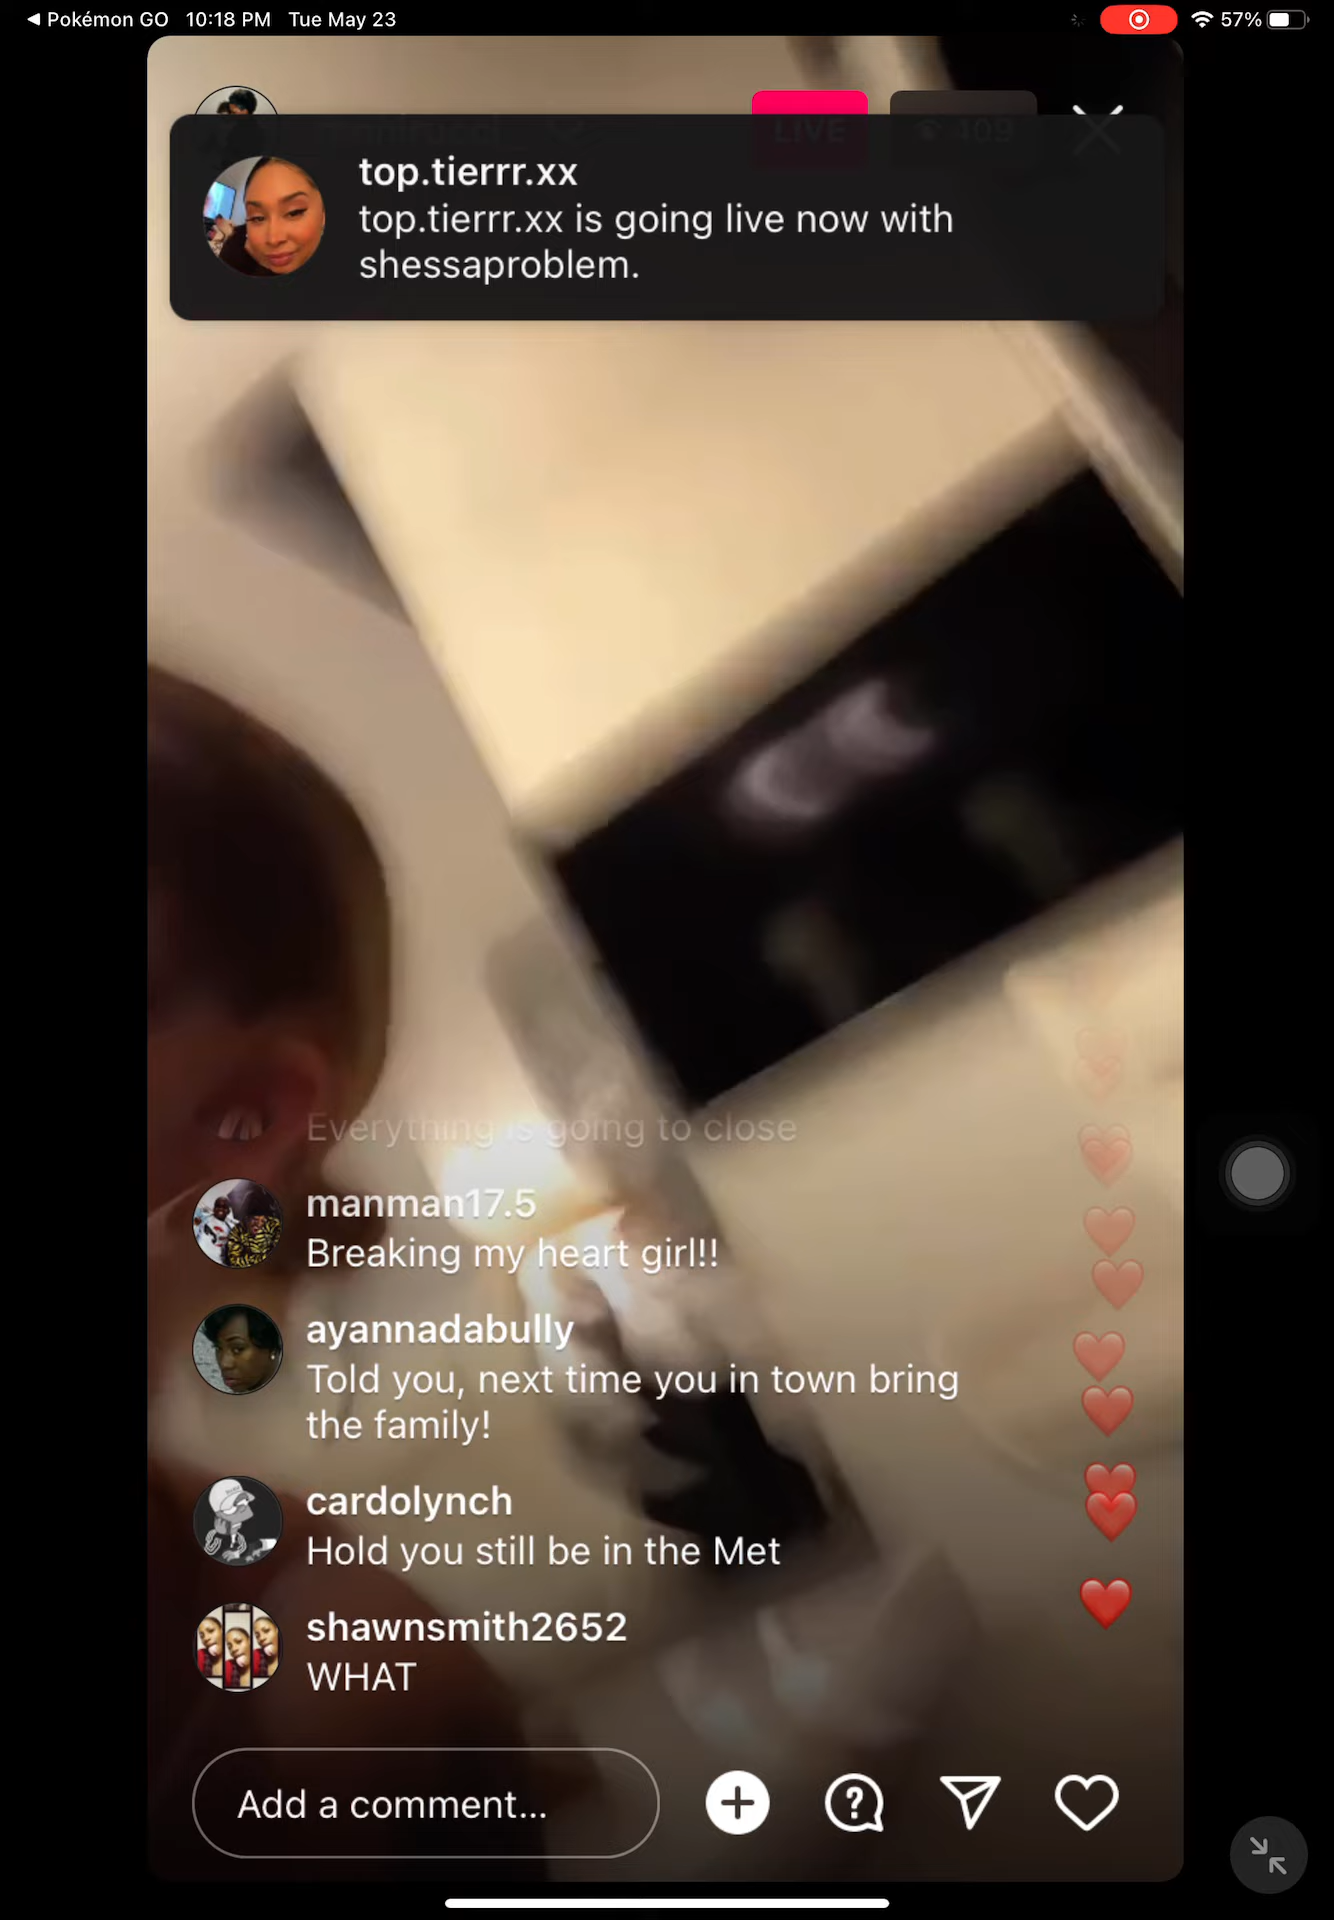 Pokémon GO 10:18 PM Tue May 23
57%
LIVE
109
top.tierrr.xx
top.tierrr.xx is going live now with
shessaproblem.
Everything is going to close
manman17.5
Breaking my heart girl!!
ayannadabully
Told you, next time you in town bring
the family!
cardolynch
Hold you still be in the Met
shawnsmith2652
WHAT
Add a comment...